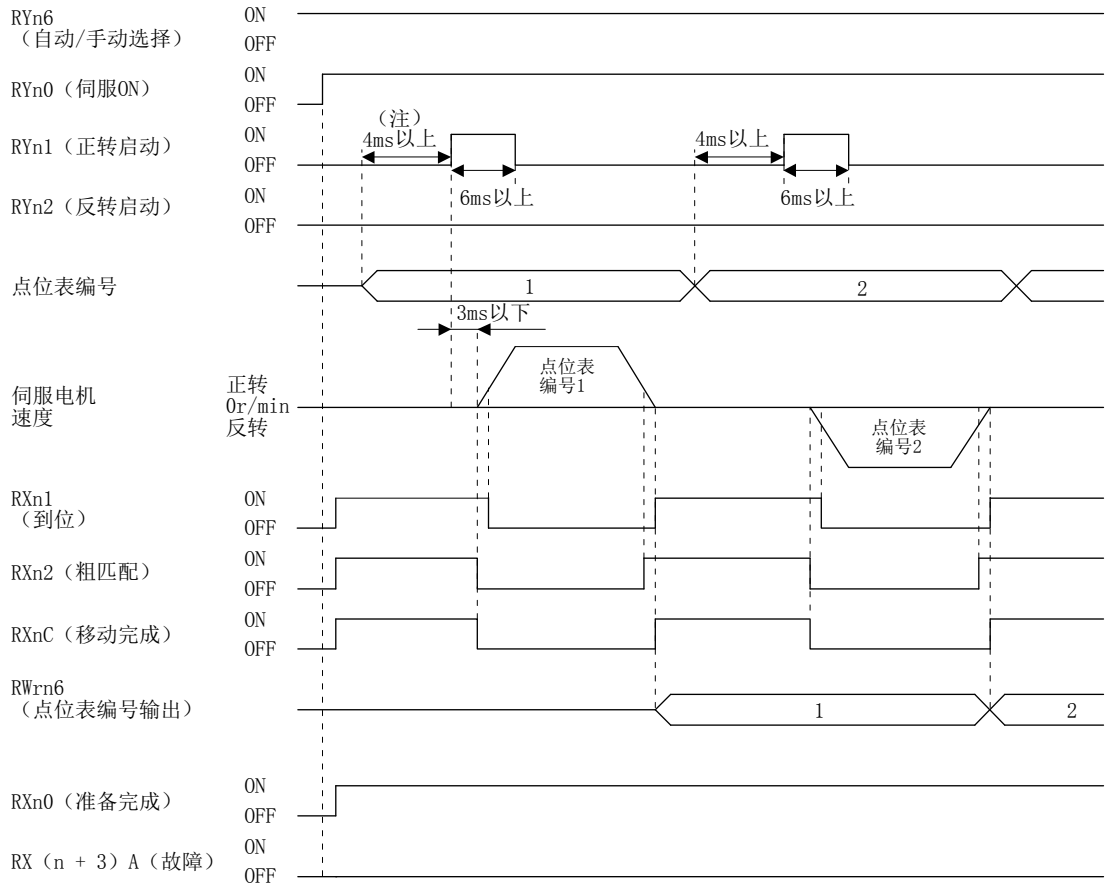 RYn6
（自动/手动选择）
ON
OFF
RYn0（伺服ON）
ON
OFF
（注）
RYn1（正转启动）
ON
OFF
4ms以上
4ms以上
6ms以上
6ms以上
RYn2（反转启动）
ON
OFF
点位表编号
1
2
3ms以下
伺服电机
速度
正转
0r/min
反转
点位表
编号1
点位表
编号2
RXn1
（到位）
ON
OFF
RXn2（粗匹配）
ON
OFF
RXnC（移动完成）
ON
OFF
RWrn6
（点位表编号输出）
1
2
RXn0（准备完成）
ON
OFF
RX（n + 3）A（故障）
ON
OFF